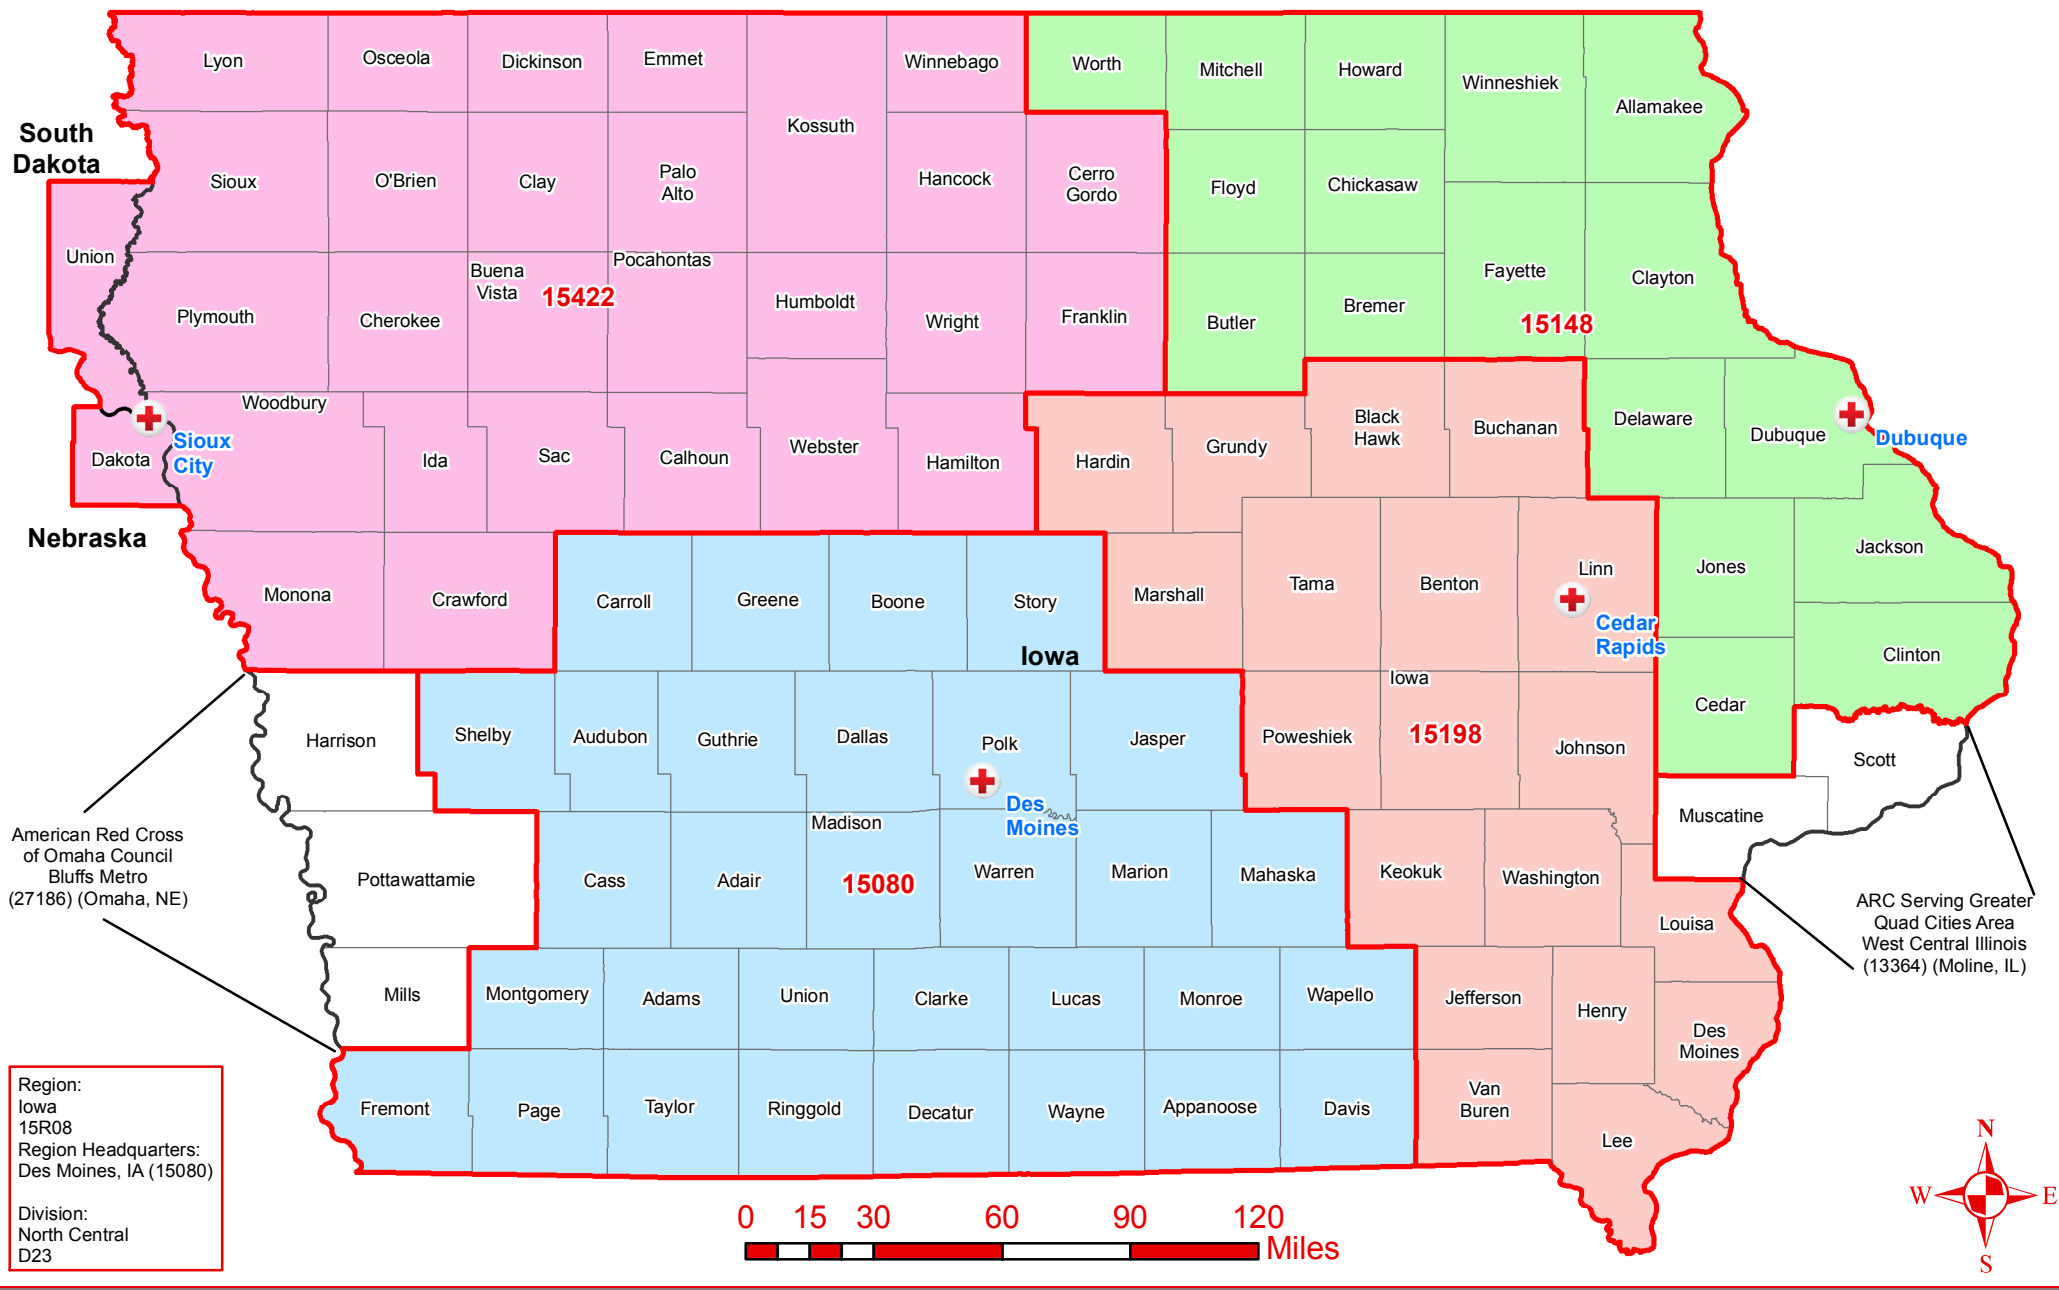 Lyon
Osceola
Dickinson
Emmet
Winnebago
Worth
Mitchell
Howard
Winneshiek
Allamakee
South
Dakota
Kossuth
Sioux
O'Brien
Clay
Palo
Alto
Hancock
Cerro
Gordo
Floyd
Chickasaw
Union
Buena
Vista
Pocahontas
15422
Plymouth
Cherokee
Humboldt
Wright
Franklin
Butler
Bremer
Fayette
Clayton
15148
Woodbury
Sioux
City
Dakota
Ida
Sac
Calhoun
Webster
Hamilton
Hardin
Grundy
Black
Hawk
Buchanan
Delaware
Dubuque
Dubuque
Nebraska
Monona
Crawford
Carroll
Greene
Boone
Story
Marshall
Tama
Benton
Linn
Cedar
Rapids
Jones
Jackson
Clinton
Iowa
Harrison
Shelby
Audubon
Guthrie
Dallas
Polk
Des
Moines
Jasper
Poweshiek
Iowa
15198
Johnson
Cedar
Scott
Muscatine
American Red Cross
of Omaha Council
Bluffs Metro
(27186) (Omaha, NE)
Pottawattamie
Cass
Adair
Madison
15080
Warren
Marion
Mahaska
Keokuk
Washington
Louisa
ARC Serving Greater
Quad Cities Area
West Central Illinois
(13364) (Moline, IL)
Mills
Montgomery
Adams
Union
Clarke
Lucas
Monroe
Wapello
Jefferson
Henry
Des
Moines
Fremont
Page
Taylor
Ringgold
Decatur
Wayne
Appanoose
Davis
Van
Buren
Lee
Region:
Iowa
15R08
Region Headquarters:
Des Moines, IA (15080)
Division:
North Central
D23
0 15 30 60 90 120
Miles
N
W E
S